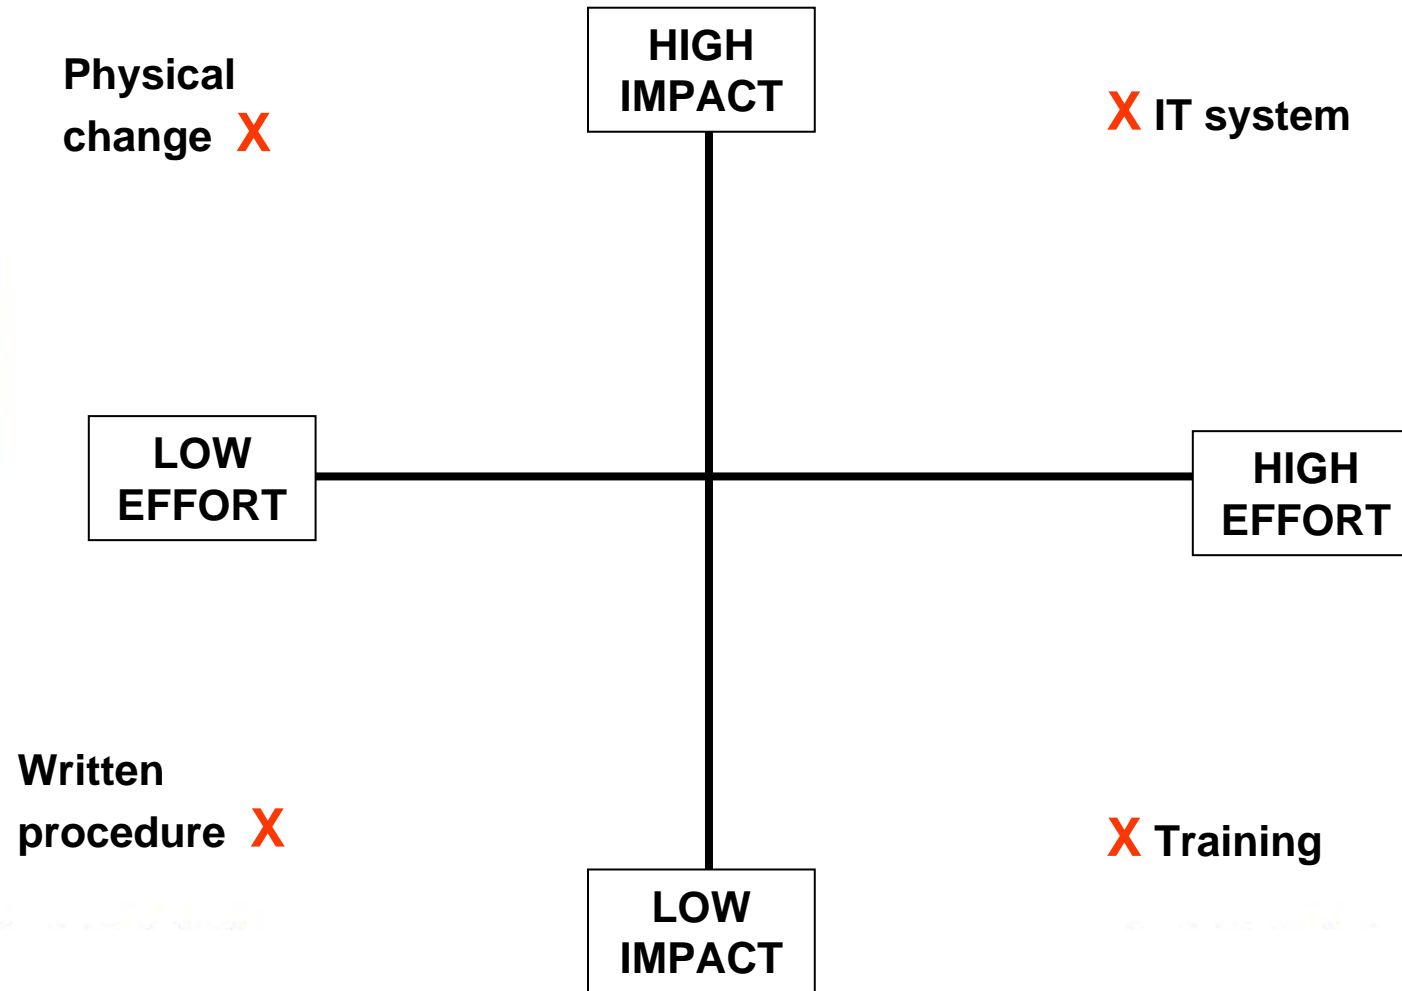 HIGH
IMPACT
Physical
change X
X IT system
LOW
EFFORT
HIGH
EFFORT
Written
procedure X
X Training
LOW
IMPACT